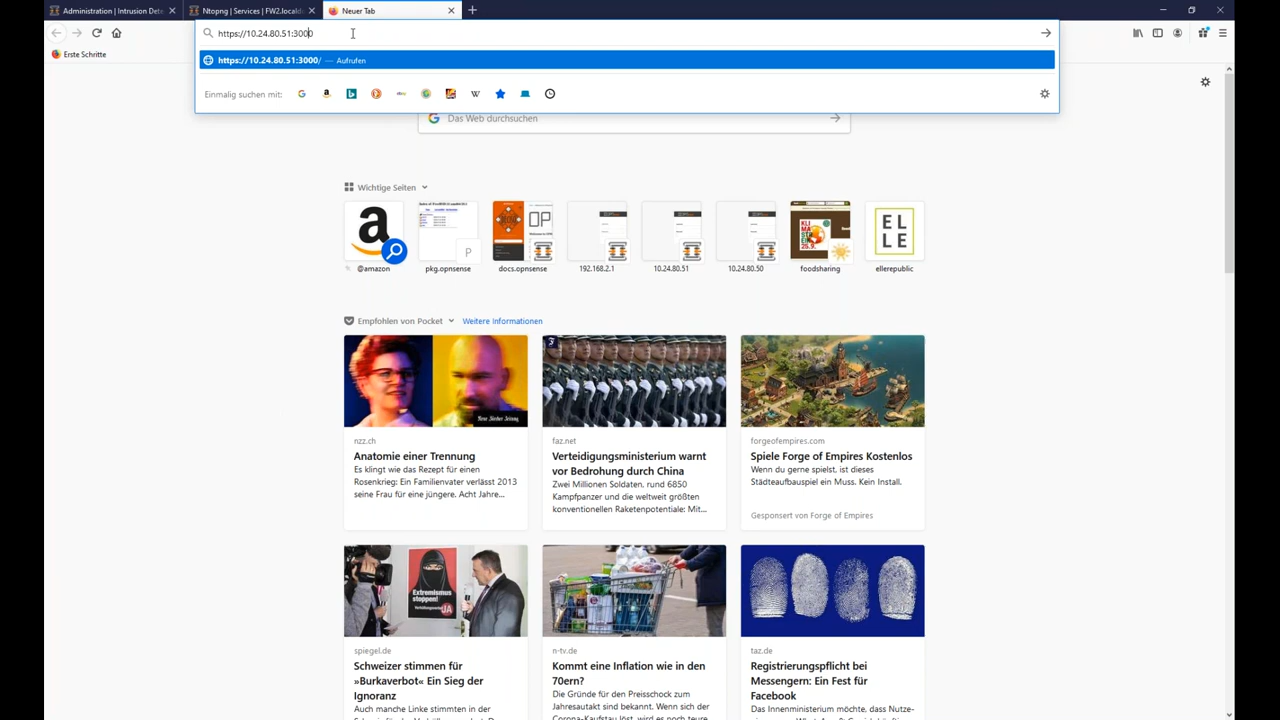 Administration | Intrusion Dete
Ntopng | Services | FW2.localdo
Neuer Tab
https://10.24.80.51:3000
Erste Schritte
https://10.24.80.51:3000/ — Aufrufen
Einmalig suchen mit:
Das Web durchsuchen
Wichtige Seiten
@amazon
pkg.opnsense
docs.opnsense
192.168.2.1
10.24.80.51
10.24.80.50
foodsharing
ellerepublic
Empfohlen von Pocket
Weitere Informationen
nzz.ch
Anatomie einer Trennung
Es klingt wie das Rezept für einen
Rosenkrieg: Ein Familienvater verlässt 2013
seine Frau für eine jüngere. Acht Jahre...
faz.net
Verteidigungsministerium warnt
vor Bedrohung durch China
Zwei Millionen Soldaten, rund 6850
Kampfpanzer und die weltweit größten
konventionellen Raketenpotentiale: Mit...
forgeofempires.com
Spiele Forge of Empires Kostenlos
Wenn du gerne spielst, ist dieses
Städteaufbauspiel ein Muss. Kein Install.
Gesponsert von Forge of Empires
Extremismus
stoppen!
spiegel.de
Schweizer stimmen für
»Burkaverbot« Ein Sieg der
Ignoranz
Auch manche Linke stimmten in der
n-tv.de
Kommt eine Inflation wie in den
70ern?
Die Gründe für den Preisschock zum
Jahresautakt sind bekannt. Wenn sich der
Corona-Kaufstau löst, wird es noch teure
taz.de
Registrierungspflicht bei
Messengern: Ein Fest für
Facebook
Das Innenministerium möchte, dass Nutze-